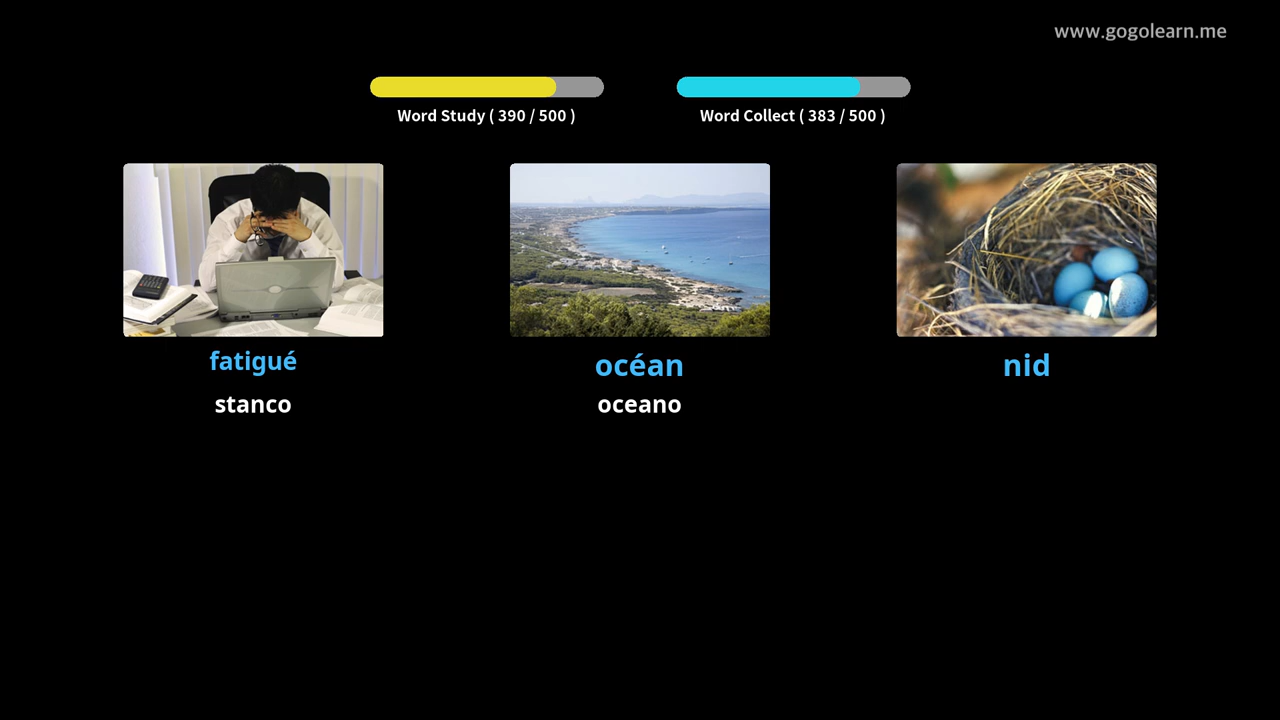 www.gogolearn.me
Word Study ( 390 / 500 )
Word Collect ( 383 / 500 )
fatigué
stanco
océan
oceano
nid